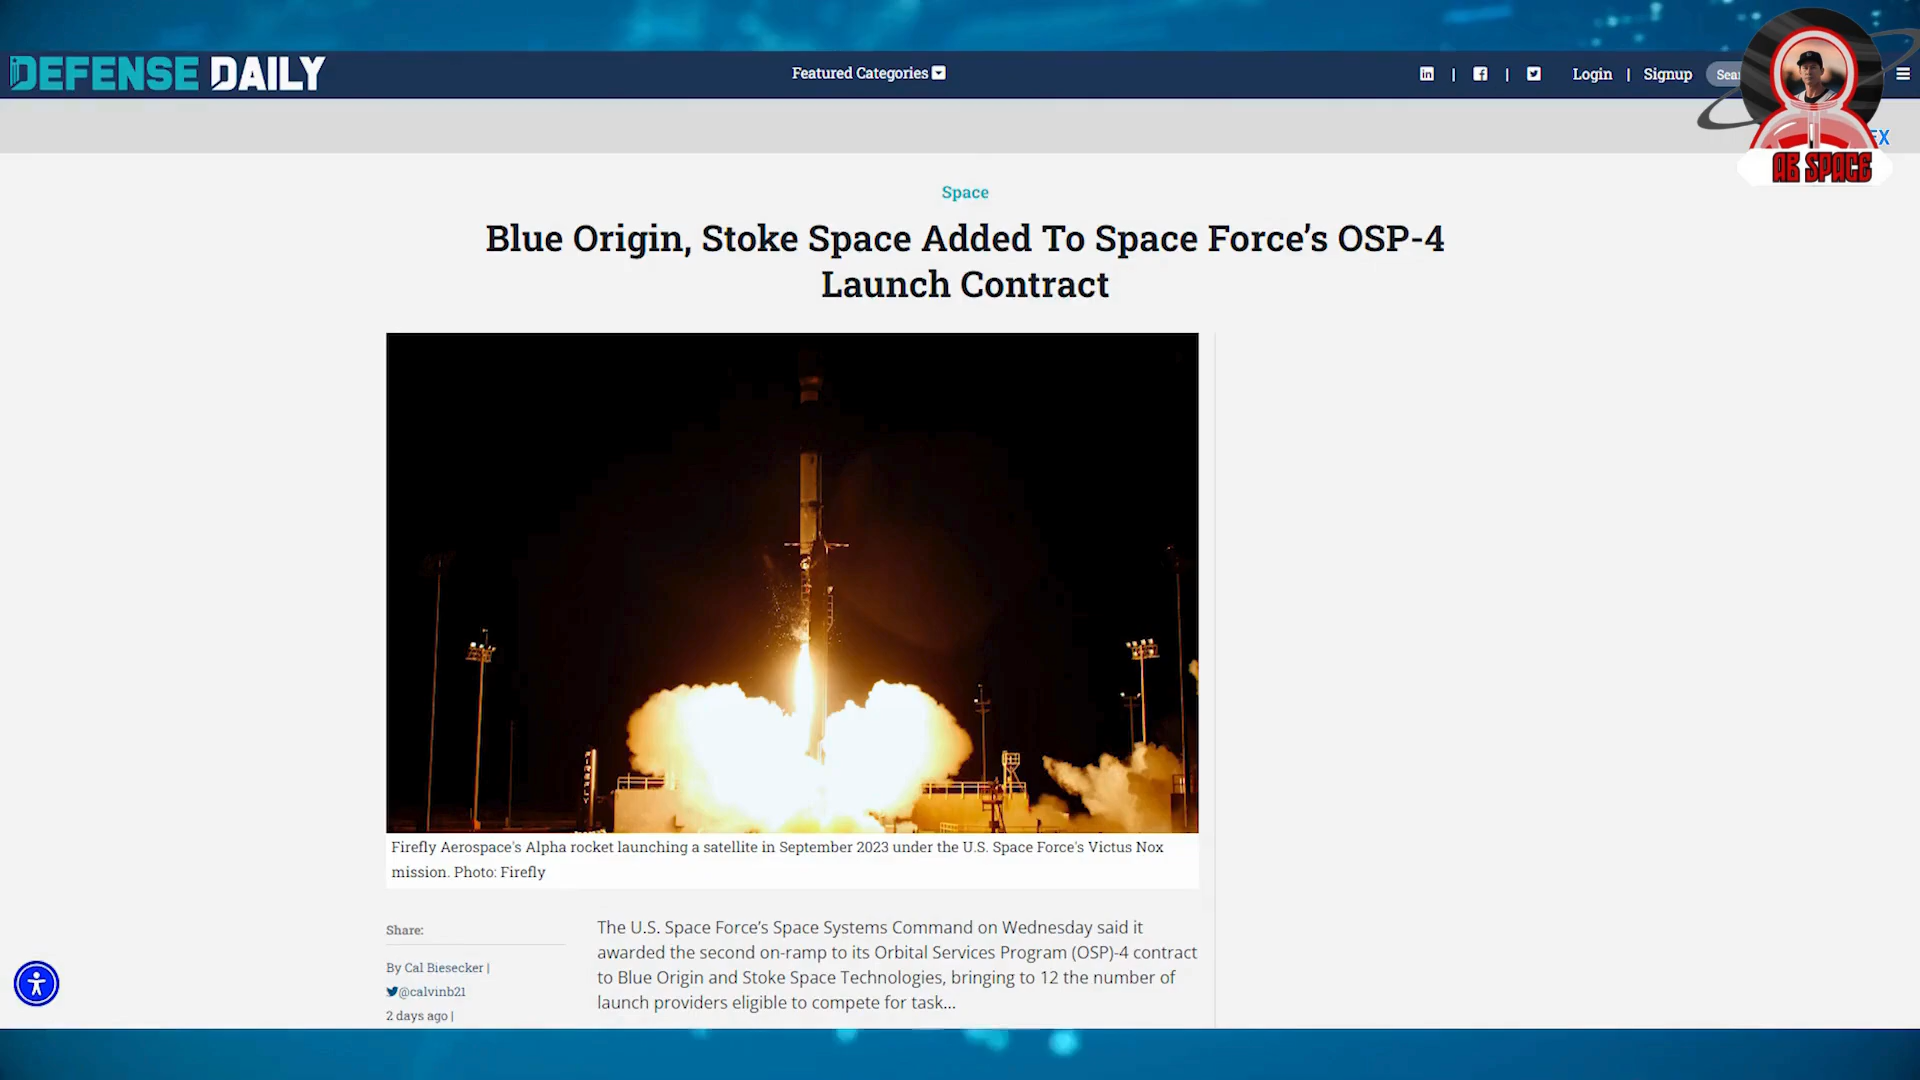 DEFENSE DAILY
Featured Categories
| | Login | Signup
Space
Blue Origin, Stoke Space Added To Space Force's OSP-4
Launch Contract
FIREFLY
Firefly Aerospace's Alpha rocket launching a satellite in September 2023 under the U.S. Space Force's Victus Nox
mission. Photo: Firefly
Share:
By Cal Biesecker |
@calvinb21
2 days ago |
The U.S. Space Force's Space Systems Command on Wednesday said it
awarded the second on-ramp to its Orbital Services Program (OSP)-4 contract
to Blue Origin and Stoke Space Technologies, bringing to 12 the number of
launch providers eligible to compete for task...
AB SPACE